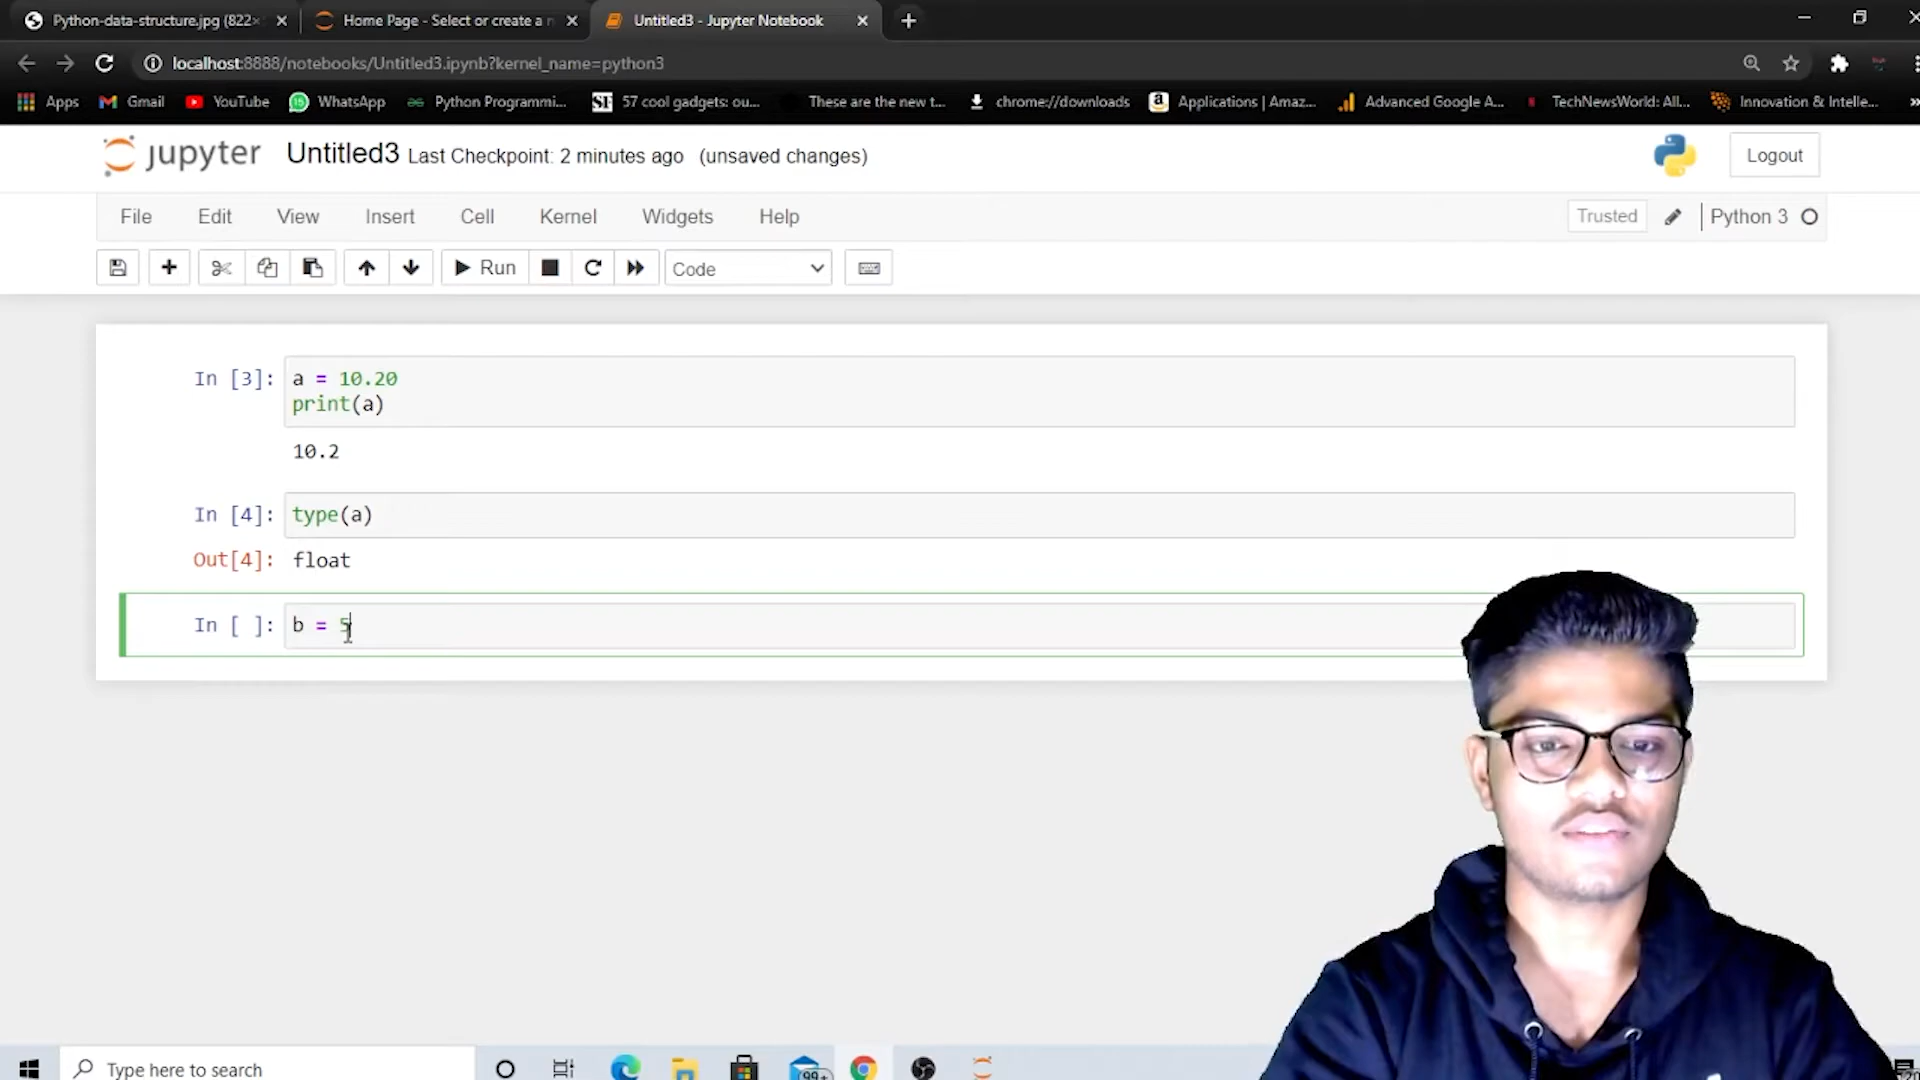 Python-data-structure.jpg (822×
Home Page - Select or create a n
Untitled3 - Jupyter Notebook
localhost:8888/notebooks/Untitled3.ipynb?kernel_name=python3
Apps
Gmail
YouTube
WhatsApp
Python Programmi...
57 cool gadgets: ou...
These are the new t...
chrome://downloads
Applications | Amaz...
Advanced Google A...
TechNewsWorld: All...
Innovation & Intelle...
jupyter
Untitled3 Last Checkpoint: 2 minutes ago (unsaved changes)
Logout
File Edit View Insert Cell Kernel Widgets Help
Trusted
Python 3
Run
Code
In [3]: a = 10.20
print(a)
10.2
In [4]: type(a)
Out[4]: float
In [ ]: b = 5
Type here to search
99+